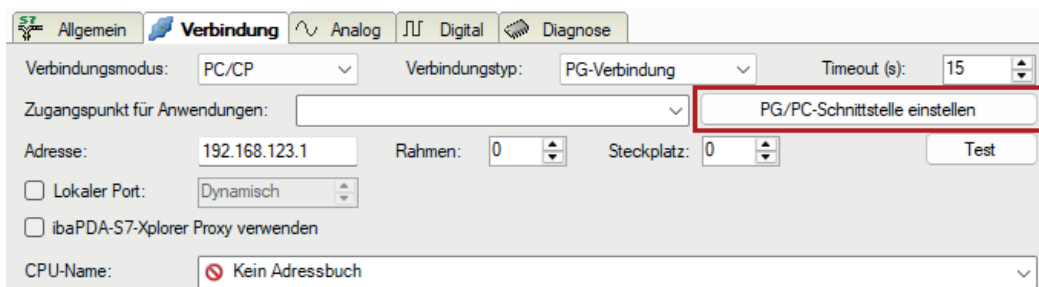 S7 Allgemein Verbindung Analog Digital Diagnose
Verbindungsmodus: PC/CP Verbindungstyp: PG-Verbindung Timeout (s): 15
Zugangspunkt für Anwendungen: PG/PC-Schnittstelle einstellen
Adresse: 192.168.123.1 Rahmen: 0 Steckplatz: 0 Test
Lokaler Port: Dynamisch
ibaPDA-S7-Xplorer Proxy verwenden
CPU-Name: Kein Adressbuch